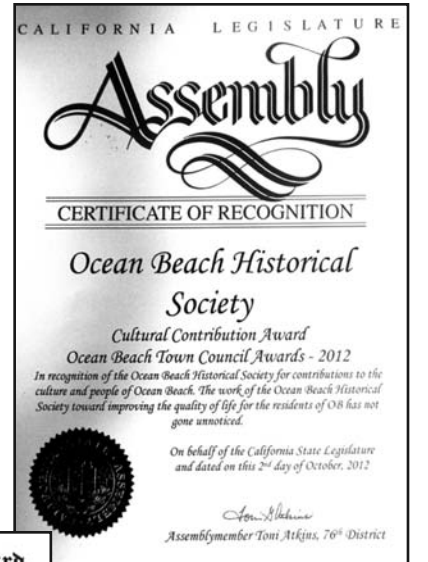 CALIFORNIA LEGISLATURE
Assembly
CERTIFICATE OF RECOGNITION
Ocean Beach Historical
Society
Cultural Contribution Award
Ocean Beach Town Council Awards - 2012
In recognition of the Ocean Beach Historical Society for contributions to the
culture and people of Ocean Beach. The work of the Ocean Beach Historical
Society toward improving the quality of life for the residents of OB has not
gone unnoticed.
On behalf of the California State Legislature
and dated on this 2nd day of October, 2012
Assemblymember Toni Atkins, 76th District